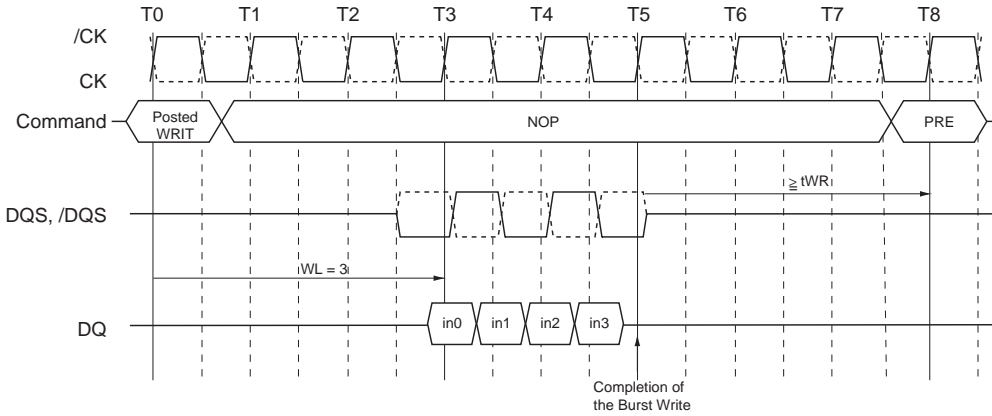 T0 T1 T2 T3 T4 T5 T6 T7 T8
/CK
CK
Command
Posted
WRIT
NOP
PRE
≧ tWR
DQS, /DQS
WL = 3
DQ
in0 in1 in2 in3
Completion of
the Burst Write